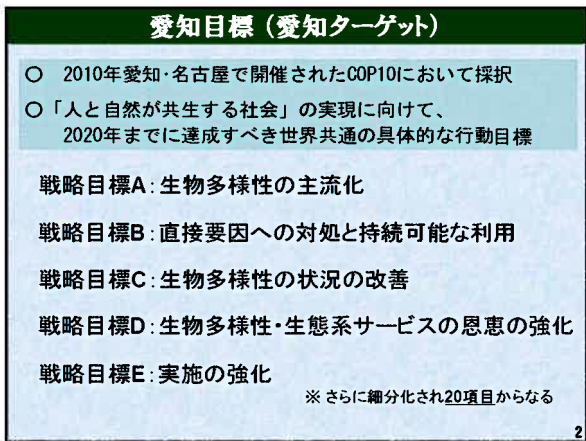 愛知目標（愛知ターゲット）
○ 2010年愛知・名古屋で開催されたCOP10において採択
○「人と自然が共生する社会」の実現に向けて、
2020年までに達成すべき世界共通の具体的な行動目標
戦略目標A：生物多様性の主流化
戦略目標B：直接要因への対処と持続可能な利用
戦略目標C：生物多様性の状況の改善
戦略目標D：生物多様性・生態系サービスの恩恵の強化
戦略目標E：実施の強化
※ さらに細分化され20項目からなる
2